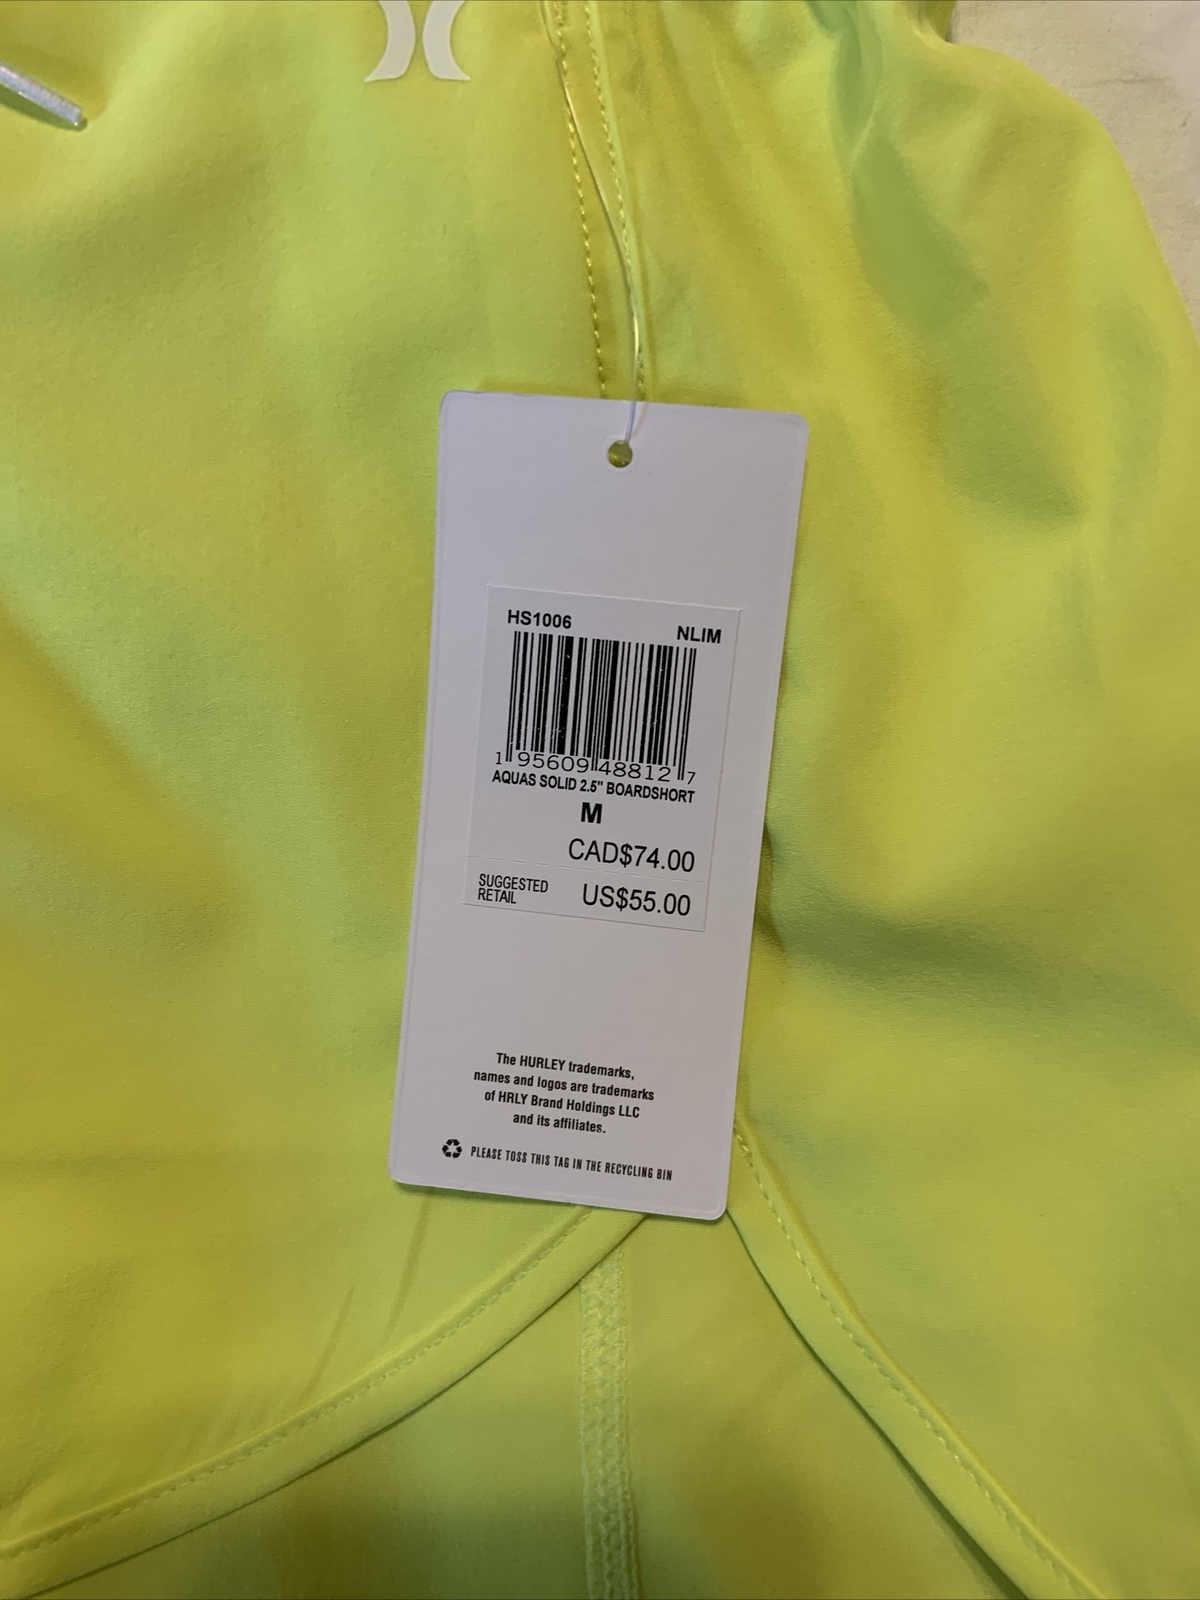 HS1006
NLIM
1 95609 48812 7
AQUAS SOLID 2.5" BOARDSHORT
M
CAD$74.00
SUGGESTED
RETAIL
US$55.00
The HURLEY trademarks,
names and logos are trademarks
of HRLY Brand Holdings LLC
and its affiliates.
PLEASE TOSS THIS TAG IN THE RECYCLING BIN